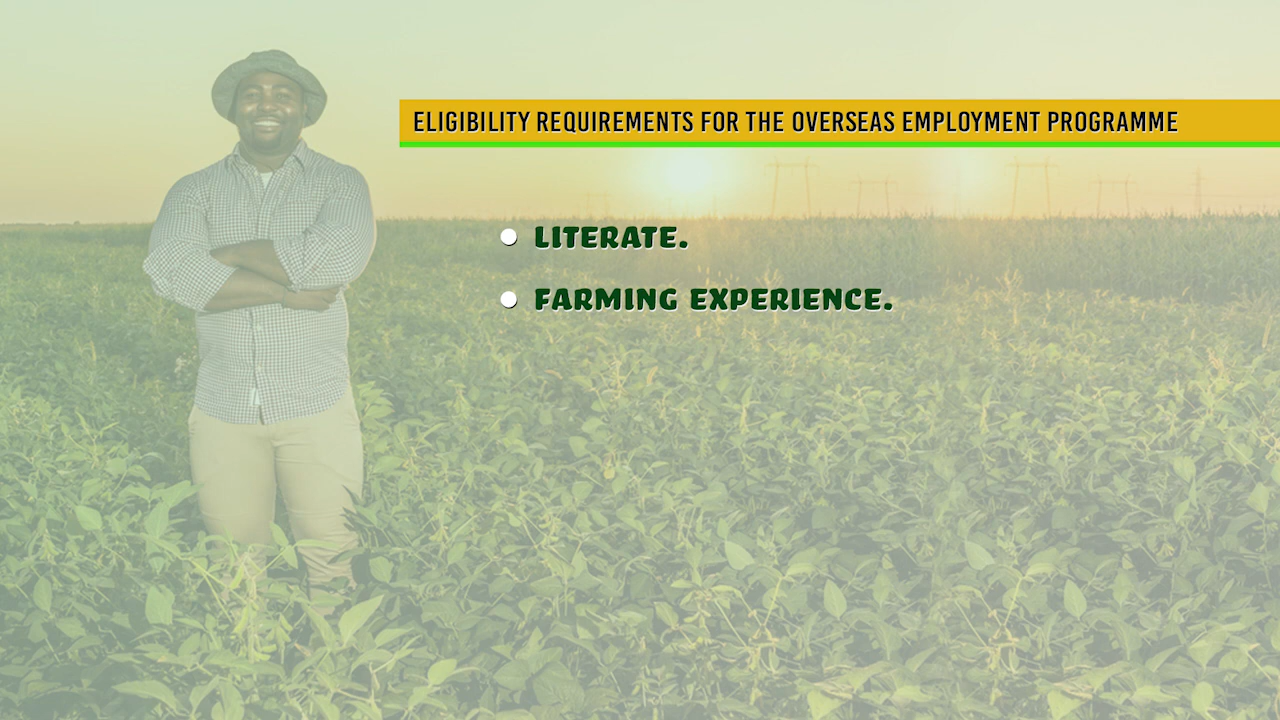 ELIGIBILITY REQUIREMENTS FOR THE OVERSEAS EMPLOYMENT PROGRAMME
LITERATE.
FARMING EXPERIENCE.